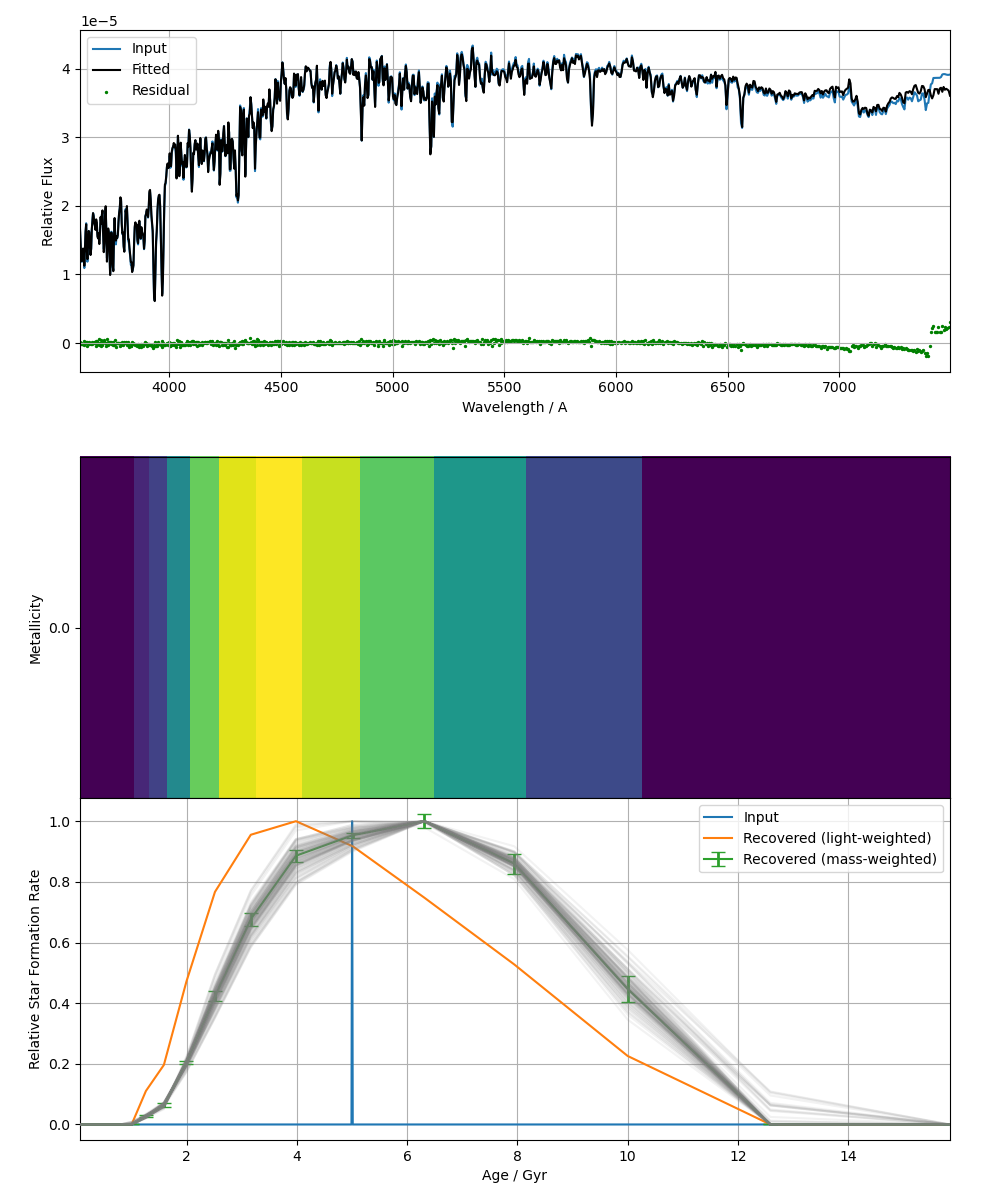 1e−5
Input
Fitted
Residual
Relative Flux
4
3
2
1
0
4000 4500 5000 5500 6000 6500 7000
Wavelength / A
Metallicity
0.0
Input
Recovered (light-weighted)
Recovered (mass-weighted)
Relative Star Formation Rate
1.0
0.8
0.6
0.4
0.2
0.0
2 4 6 8 10 12 14
Age / Gyr